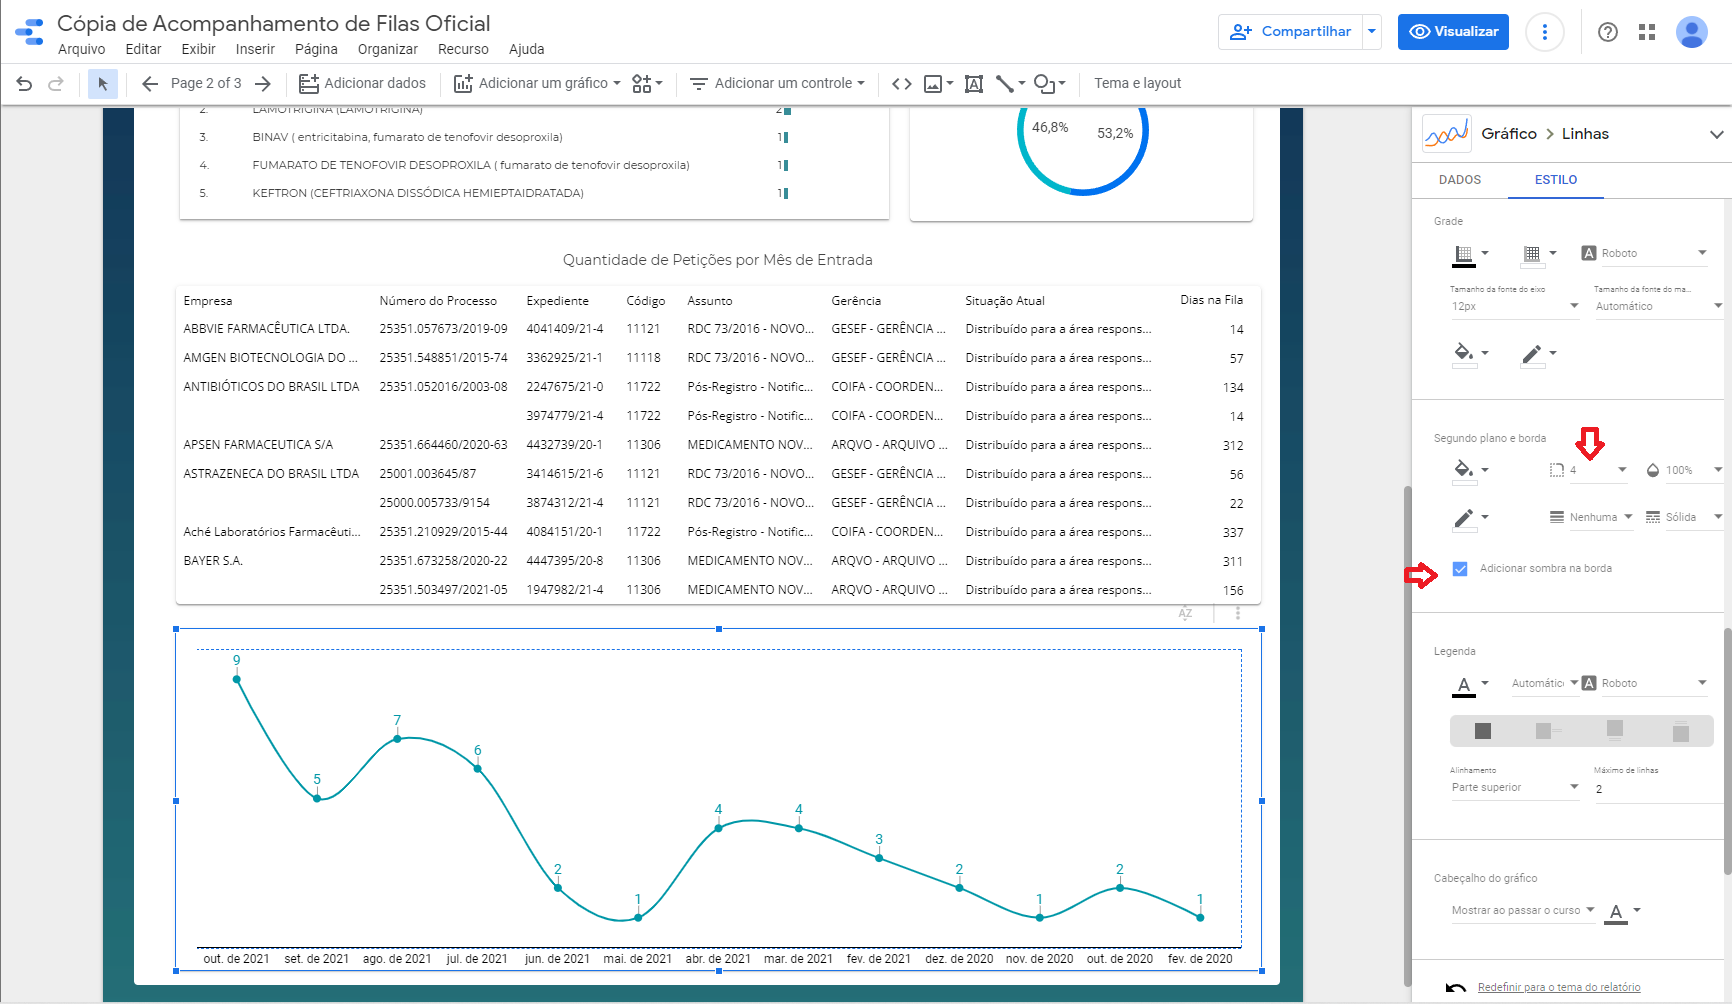 Cópia de Acompanhamento de Filas Oficial
Arquivo Editar Exibir Inserir Página Organizar Recurso Ajuda
Compartilhar
Visualizar
Page 2 of 3
Adicionar dados
Adicionar um gráfico
Adicionar um controle
Tema e layout
2. LAMOTRIGINA (LAMOTRIGINA) 2
3. BINAV ( entricitabina, fumarato de tenofovir desoproxila) 1
4. FUMARATO DE TENOFOVIR DESOPROXILA ( fumarato de tenofovir desoproxila) 1
5. KEFTRON (CEFTRIAXONA DISSÓDICA HEMIEPTAIDRATADA) 1
46,8% 53,2%
Quantidade de Petições por Mês de Entrada
Empresa Número do Processo Expediente Código Assunto Gerência Situação Atual Dias na Fila
ABBVIE FARMACÊUTICA LTDA. 25351.057673/2019-09 4041409/21-4 11121 RDC 73/2016 - NOVO... GESEF - GERÊNCIA ... Distribuído para a área respons... 14
AMGEN BIOTECNOLOGIA DO ... 25351.548851/2015-74 3362925/21-1 11118 RDC 73/2016 - NOVO... GESEF - GERÊNCIA ... Distribuído para a área respons... 57
ANTIBIÓTICOS DO BRASIL LTDA 25351.052016/2003-08 2247675/21-0 11722 Pós-Registro - Notific... COIFA - COORDEN... Distribuído para a área respons... 134
3974779/21-4 11722 Pós-Registro - Notific... COIFA - COORDEN... Distribuído para a área respons... 14
APSEN FARMACEUTICA S/A 25351.664460/2020-63 4432739/20-1 11306 MEDICAMENTO NOV... ARQVO - ARQUIVO ... Distribuído para a área respons... 312
ASTRAZENECA DO BRASIL LTDA 25001.003645/87 3414615/21-6 11121 RDC 73/2016 - NOVO... GESEF - GERÊNCIA ... Distribuído para a área respons... 56
25000.005733/9154 3874312/21-4 11121 RDC 73/2016 - NOVO... GESEF - GERÊNCIA ... Distribuído para a área respons... 22
Aché Laboratórios Farmacêuti... 25351.210929/2015-44 4084151/20-1 11722 Pós-Registro - Notific... COIFA - COORDEN... Distribuído para a área respons... 337
BAYER S.A. 25351.673258/2020-22 4447395/20-8 11306 MEDICAMENTO NOV... ARQVO - ARQUIVO ... Distribuído para a área respons... 311
25351.503497/2021-05 1947982/21-4 11306 MEDICAMENTO NOV... ARQVO - ARQUIVO ... Distribuído para a área respons... 156
AZ
9 5 7 6 2 1 4 4 3 2 1 2 1
out. de 2021 set. de 2021 ago. de 2021 jul. de 2021 jun. de 2021 mai. de 2021 abr. de 2021 mar. de 2021 fev. de 2021 dez. de 2020 nov. de 2020 out. de 2020 fev. de 2020
Gráfico > Linhas
DADOS ESTILO
Grade
A Roboto
Tamanho da fonte do eixo Tamanho da fonte do ma...
12px Automático
Segundo plano e borda
4 100%
Nenhuma Sólida
Adicionar sombra na borda
Legenda
A Automátic A Roboto
Alinhamento Máximo de linhas
Parte superior 2
Cabeçalho do gráfico
Mostrar ao passar o curso A
Redefinir para o tema do relatório